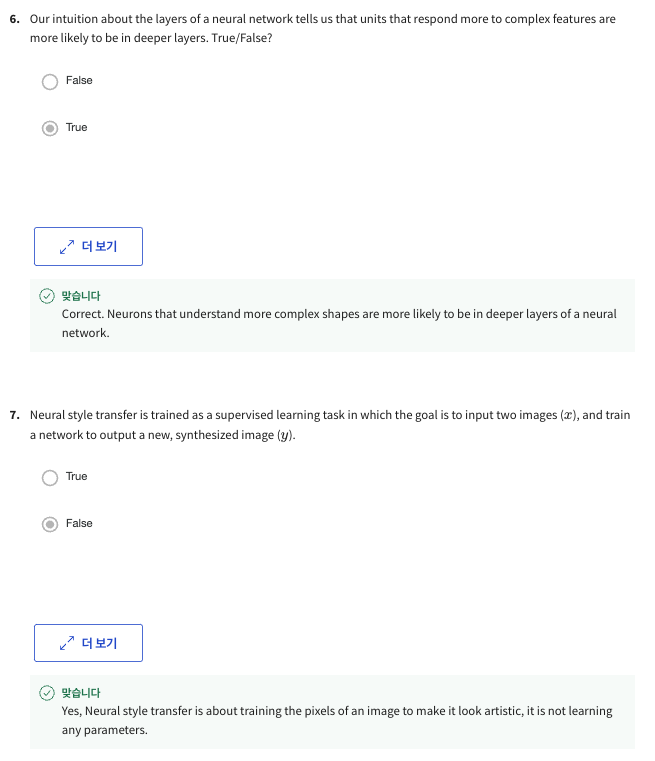 6. Our intuition about the layers of a neural network tells us that units that respond more to complex features are
more likely to be in deeper layers. True/False?
False
True
더 보기
맞습니다
Correct. Neurons that understand more complex shapes are more likely to be in deeper layers of a neural
network.
7. Neural style transfer is trained as a supervised learning task in which the goal is to input two images (x), and train
a network to output a new, synthesized image (y).
True
False
더 보기
맞습니다
Yes, Neural style transfer is about training the pixels of an image to make it look artistic, it is not learning
any parameters.